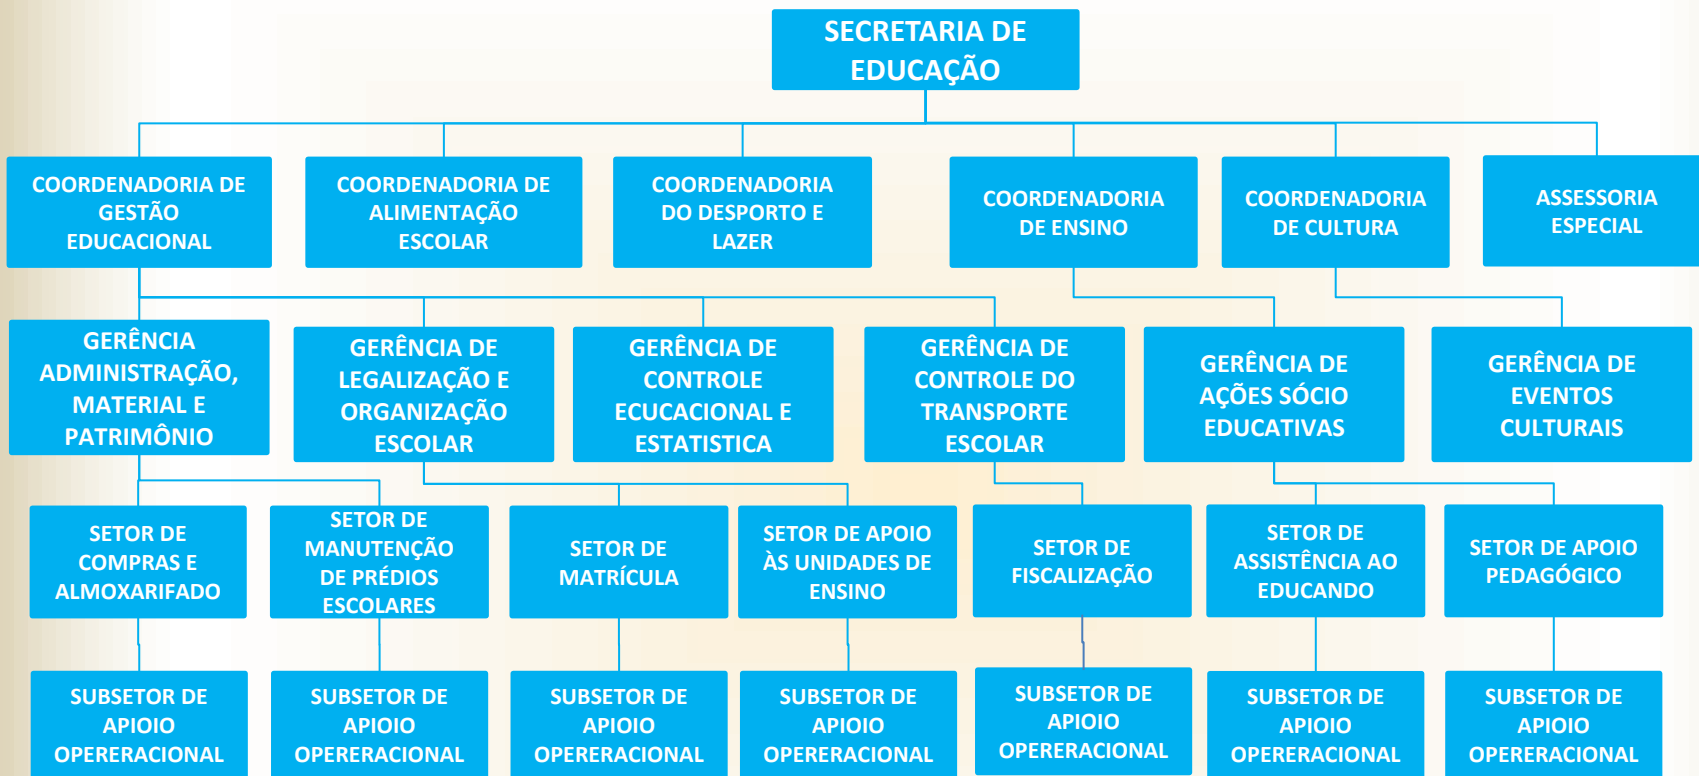 SECRETARIA DE
EDUCAÇÃO
COORDENADORIA DE
GESTÃO
EDUCACIONAL
COORDENADORIA DE
ALIMENTAÇÃO
ESCOLAR
COORDENADORIA
DO DESPORTO E
LAZER
COORDENADORIA
DE ENSINO
COORDENADORIA
DE CULTURA
ASSESSORIA
ESPECIAL
GERÊNCIA
ADMINISTRAÇÃO,
MATERIAL E
PATRIMÔNIO
GERÊNCIA DE
LEGALIZAÇÃO E
ORGANIZAÇÃO
ESCOLAR
GERÊNCIA DE
CONTROLE
ECUCACIONAL E
ESTATISTICA
GERÊNCIA DE
CONTROLE DO
TRANSPORTE
ESCOLAR
GERÊNCIA DE
AÇÕES SÓCIO
EDUCATIVAS
GERÊNCIA DE
EVENTOS
CULTURAIS
SETOR DE
COMPRAS E
ALMOXARIFADO
SETOR DE
MANUTENÇÃO
DE PRÉDIOS
ESCOLARES
SETOR DE
MATRÍCULA
SETOR DE APOIO
ÀS UNIDADES DE
ENSINO
SETOR DE
FISCALIZAÇÃO
SETOR DE
ASSISTÊNCIA AO
EDUCANDO
SETOR DE APOIO
PEDAGÓGICO
SUBSETOR DE
APIOIO
OPERERACIONAL
SUBSETOR DE
APIOIO
OPERERACIONAL
SUBSETOR DE
APIOIO
OPERERACIONAL
SUBSETOR DE
APIOIO
OPERERACIONAL
SUBSETOR DE
APIOIO
OPERERACIONAL
SUBSETOR DE
APIOIO
OPERERACIONAL
SUBSETOR DE
APIOIO
OPERERACIONAL